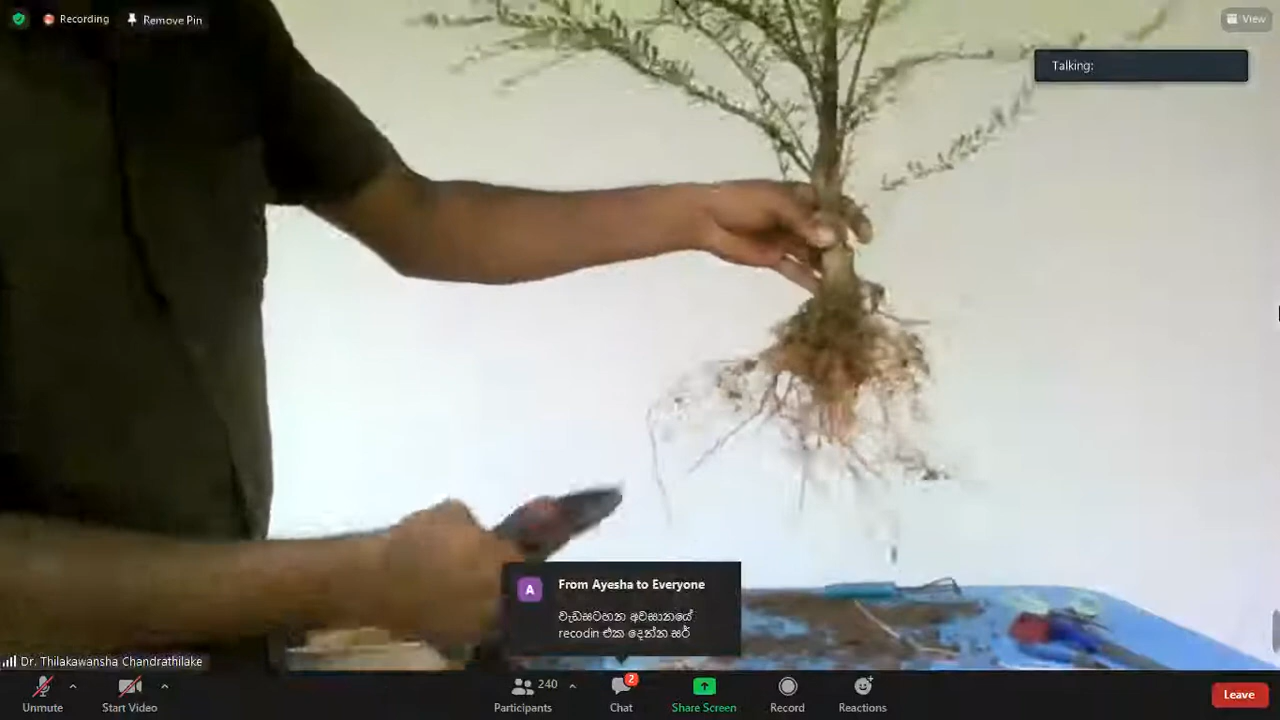 Recording
Remove Pin
View
Talking:
From Ayesha to Everyone
A
වැඩසටහන අවසානයේ
recodin එක දෙන්න සර්
Dr. Thilakawansha Chandrathilake
240
2
Unmute
Start Video
Participants
Chat
Share Screen
Record
Reactions
Leave